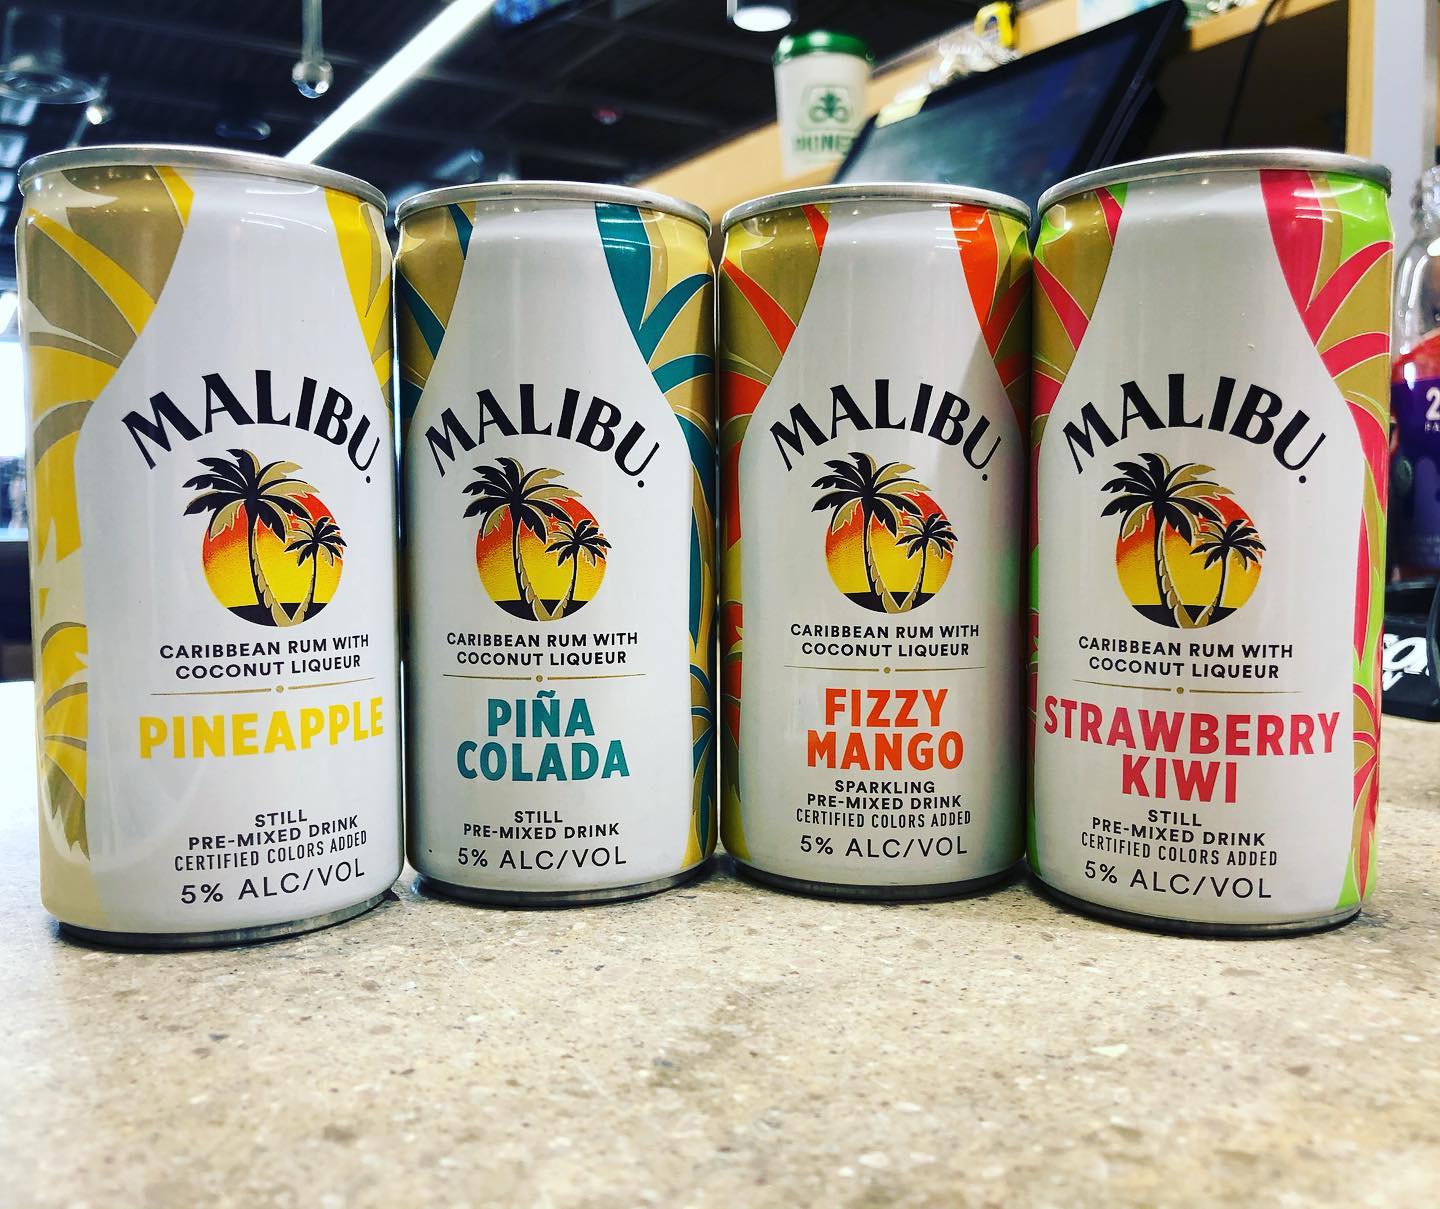 MALIBU.
CARIBBEAN RUM WITH
COCONUT LIQUEUR
PINEAPPLE
STILL
PRE-MIXED DRINK
CERTIFIED COLORS ADDED
5% ALC/VOL
MALIBU.
CARIBBEAN RUM WITH
COCONUT LIQUEUR
PIÑA
COLADA
STILL
PRE-MIXED DRINK
5% ALC/VOL
MALIBU.
CARIBBEAN RUM WITH
COCONUT LIQUEUR
FIZZY
MANGO
SPARKLING
PRE-MIXED DRINK
CERTIFIED COLORS ADDED
5% ALC/VOL
MALIBU.
CARIBBEAN RUM WITH
COCONUT LIQUEUR
STRAWBERRY
KIWI
STILL
PRE-MIXED DRINK
CERTIFIED COLORS ADDED
5% ALC/VOL